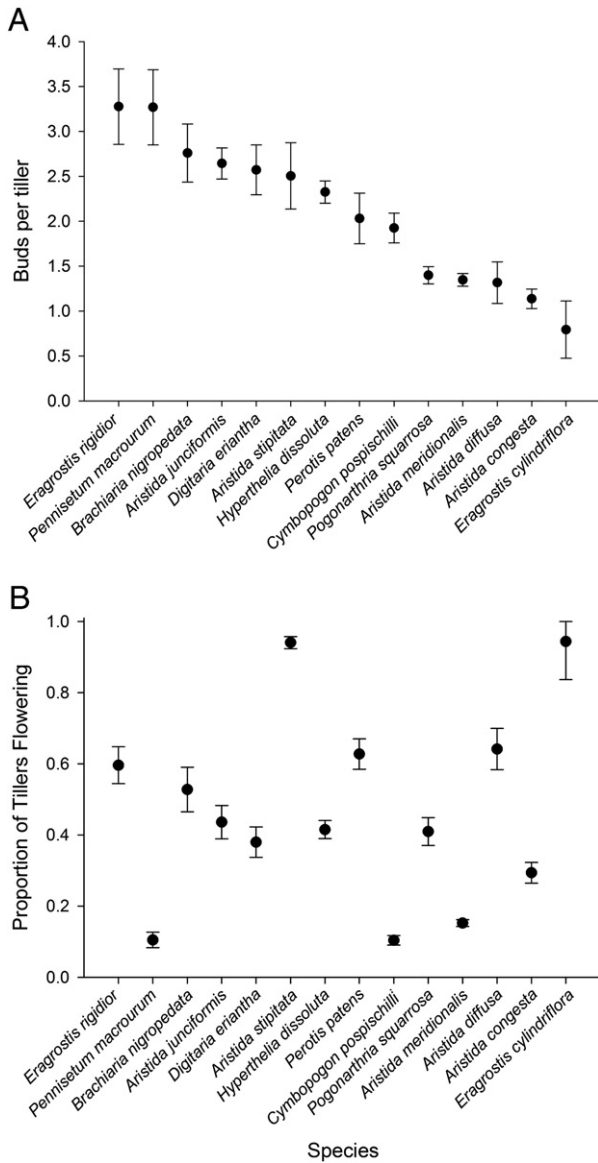 A
Buds per tiller
4.0
3.5
3.0
2.5
2.0
1.5
1.0
0.5
0.0
Eragrostis rigidior
Pennisetum macrourum
Brachiaria nigropedata
Aristida junciformis
Digitaria eriantha
Aristida stipitata
Hyperthelia dissoluta
Perotis patens
Cymbopogon pospischilli
Pogonarthria squarrosa
Aristida meridionalis
Aristida diffusa
Aristida congesta
Eragrostis cylindriflora
B
Proportion of Tillers Flowering
1.0
0.8
0.6
0.4
0.2
0.0
Eragrostis rigidior
Pennisetum macrourum
Brachiaria nigropedata
Aristida junciformis
Digitaria eriantha
Aristida stipitata
Hyperthelia dissoluta
Perotis patens
Cymbopogon pospischilli
Pogonarthria squarrosa
Aristida meridionalis
Aristida diffusa
Aristida congesta
Eragrostis cylindriflora
Species